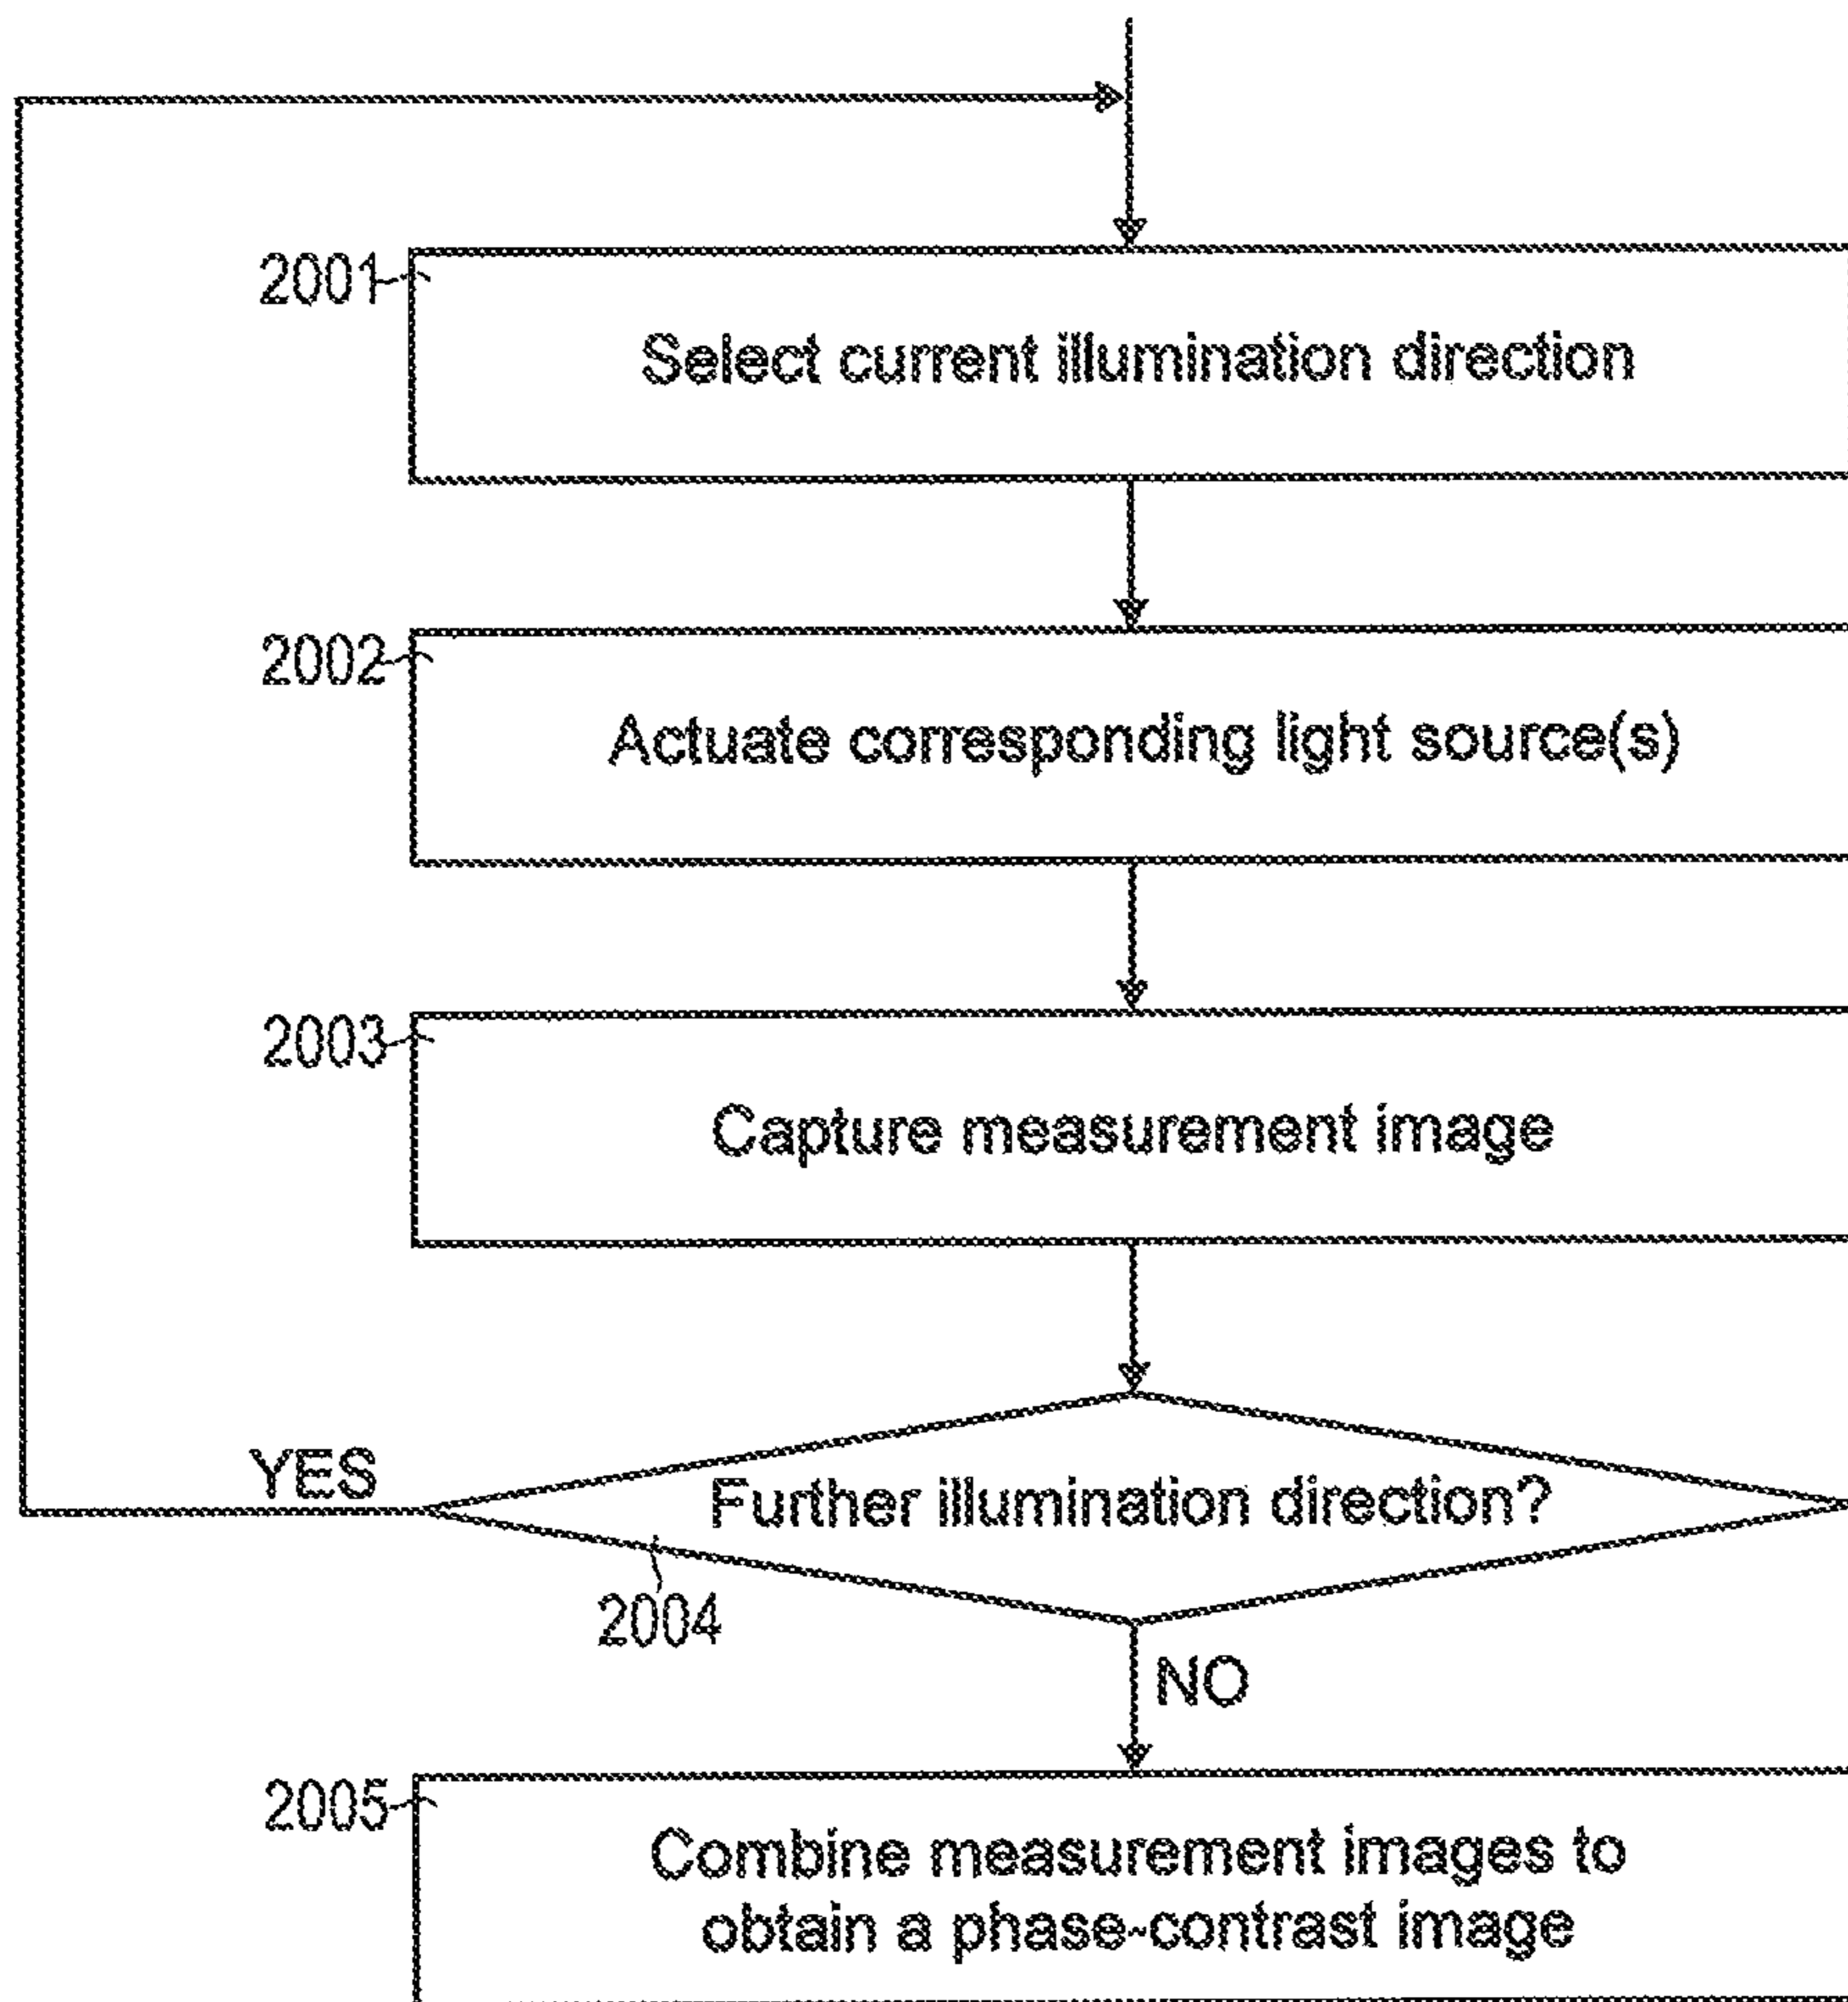 2001
Select current illumination direction
2002
Actuate corresponding light source(s)
2003
Capture measurement image
YES
Further illumination direction?
2004
NO
2005
Combine measurement images to
obtain a phase-contrast image